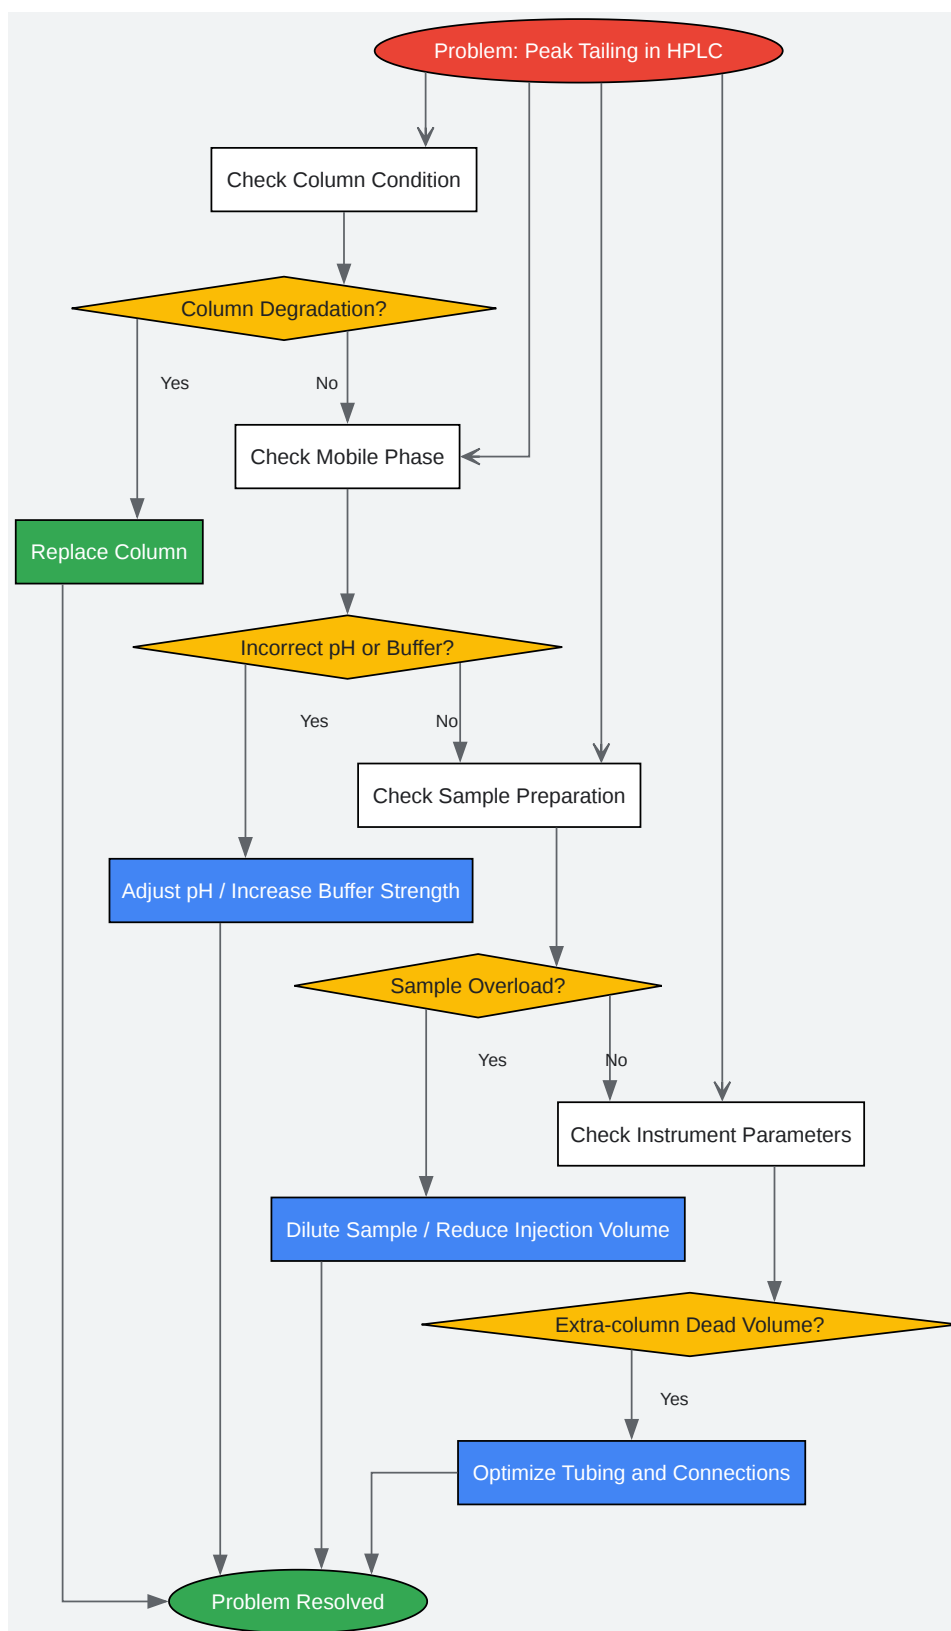 Problem: Peak Tailing in HPLC
Check Column Condition
Column Degradation?
Yes
No
Check Mobile Phase
Replace Column
Incorrect pH or Buffer?
Yes
No
Check Sample Preparation
Adjust pH / Increase Buffer Strength
Sample Overload?
Yes
No
Check Instrument Parameters
Dilute Sample / Reduce Injection Volume
Extra-column Dead Volume?
Yes
Optimize Tubing and Connections
Problem Resolved